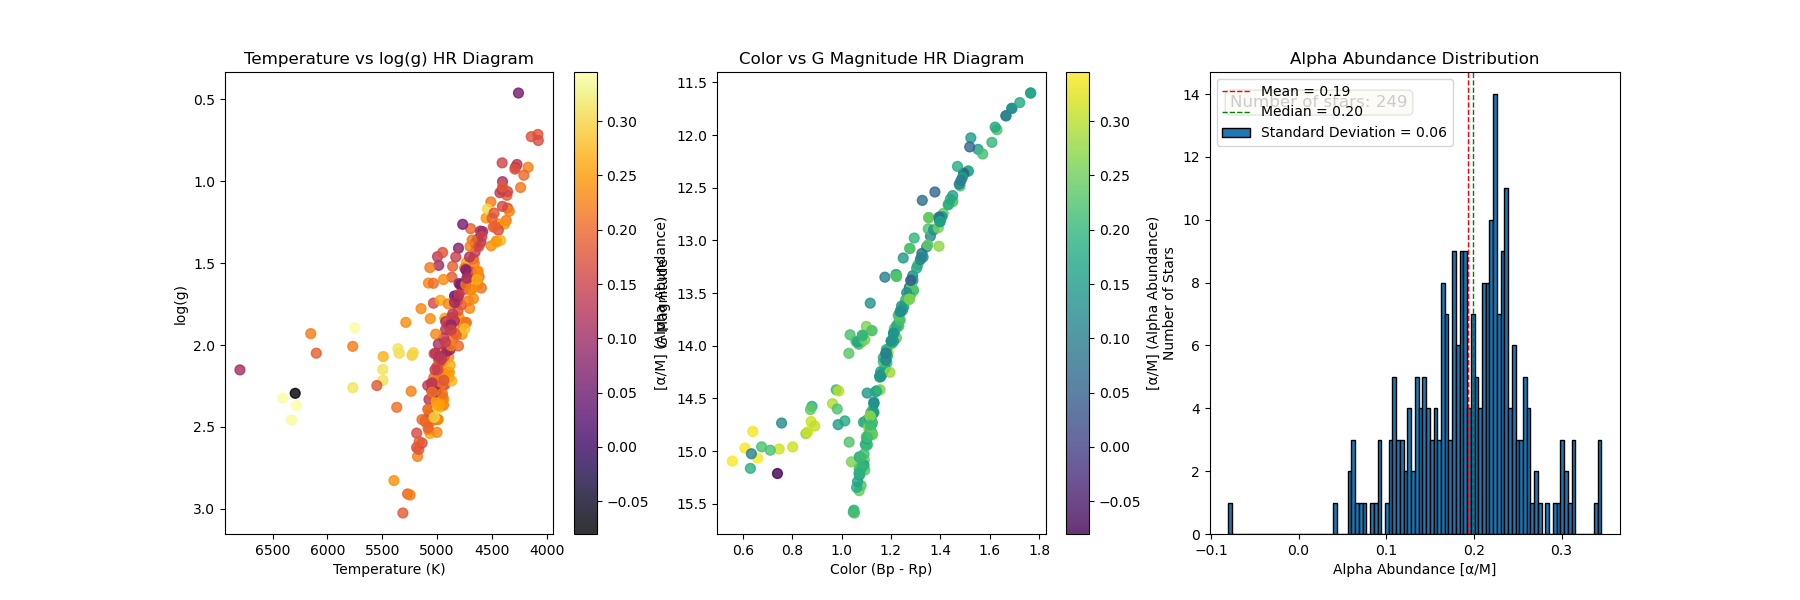 Temperature vs log(g) HR Diagram
log(g)
0.5
1.0
1.5
2.0
2.5
3.0
6500 6000 5500 5000 4500 4000
Temperature (K)
0.30
0.25
0.20
0.15
0.10
0.05
0.00
−0.05
[α/M] (Alpha Abundance)
Color vs G Magnitude HR Diagram
G Magnitude
11.5
12.0
12.5
13.0
13.5
14.0
14.5
15.0
15.5
0.6 0.8 1.0 1.2 1.4 1.6 1.8
Color (Bp - Rp)
0.30
0.25
0.20
0.15
0.10
0.05
0.00
−0.05
[α/M] (Alpha Abundance)
Alpha Abundance Distribution
Number of Stars
14
12
10
8
6
4
2
0
Mean = 0.19
Number of stars: 249
Median = 0.20
Standard Deviation = 0.06
−0.1 0.0 0.1 0.2 0.3
Alpha Abundance [α/M]